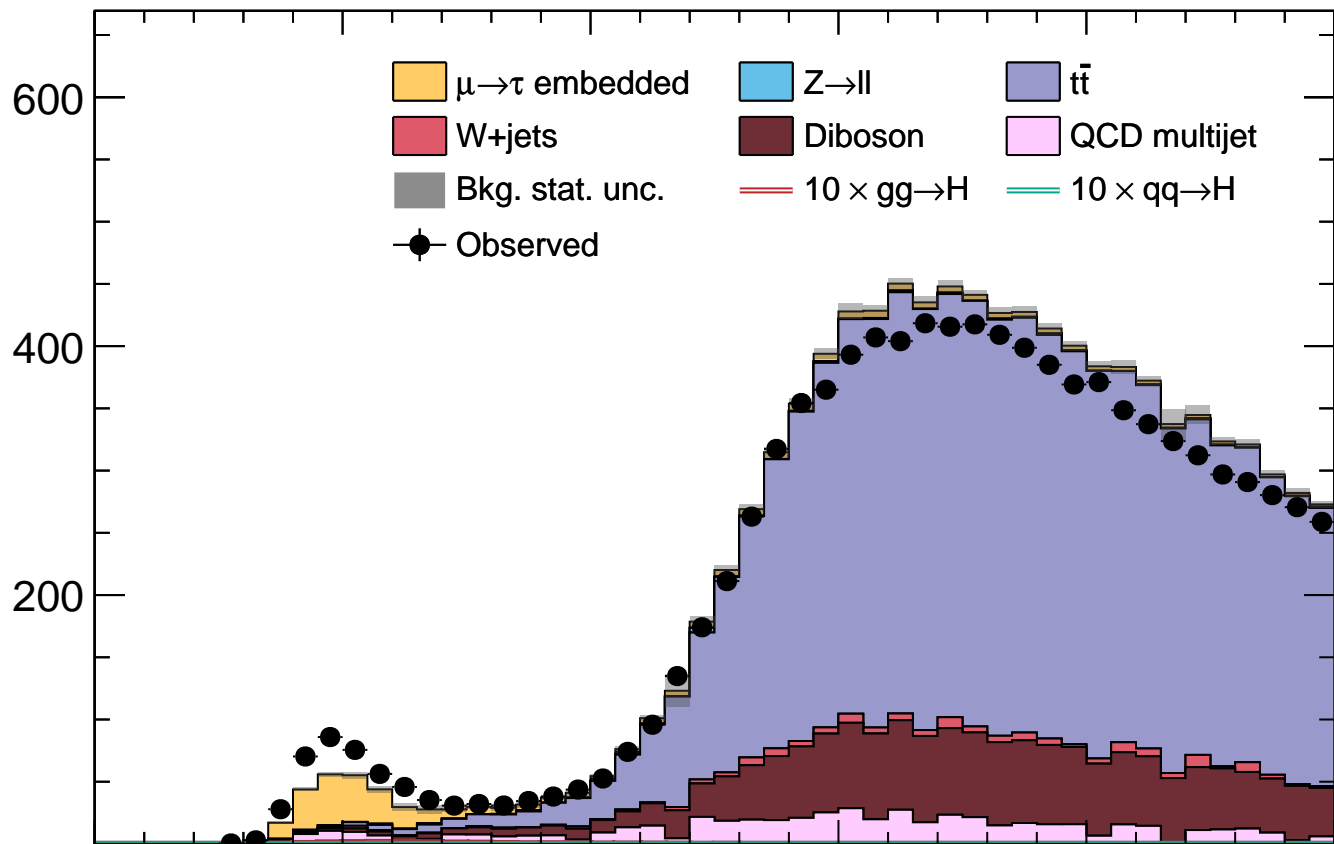 600
μ→τ embedded Z→ll tt̄
W+jets Diboson QCD multijet
Bkg. stat. unc. 10 × gg→H 10 × qq→H
Observed
400
200